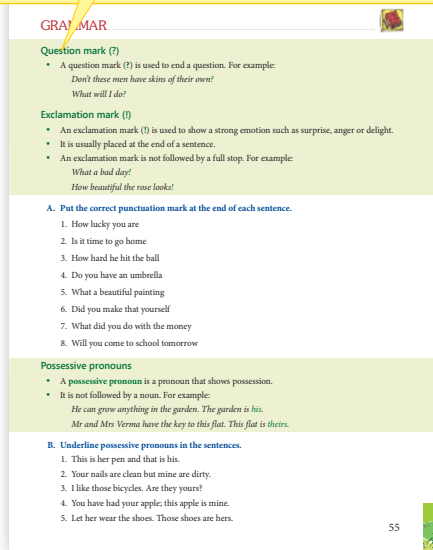 GRAMMAR
Question mark (?)
• A question mark (?) is used to end a question. For example:
Don't these men have skins of their own?
What will I do?
Exclamation mark (!)
• An exclamation mark (!) is used to show a strong emotion such as surprise, anger or delight.
• It is usually placed at the end of a sentence.
• An exclamation mark is not followed by a full stop. For example:
What a bad day!
How beautiful the rose looks!
A. Put the correct punctuation mark at the end of each sentence.
1. How lucky you are
2. Is it time to go home
3. How hard he hit the ball
4. Do you have an umbrella
5. What a beautiful painting
6. Did you make that yourself
7. What did you do with the money
8. Will you come to school tomorrow
Possessive pronouns
• A possessive pronoun is a pronoun that shows possession.
• It is not followed by a noun. For example:
He can grow anything in the garden. The garden is his.
Mr and Mrs Verma have the key to this flat. This flat is theirs.
B. Underline possessive pronouns in the sentences.
1. This is her pen and that is his.
2. Your nails are clean but mine are dirty.
3. I like those bicycles. Are they yours?
4. You have had your apple; this apple is mine.
5. Let her wear the shoes. Those shoes are hers.
55